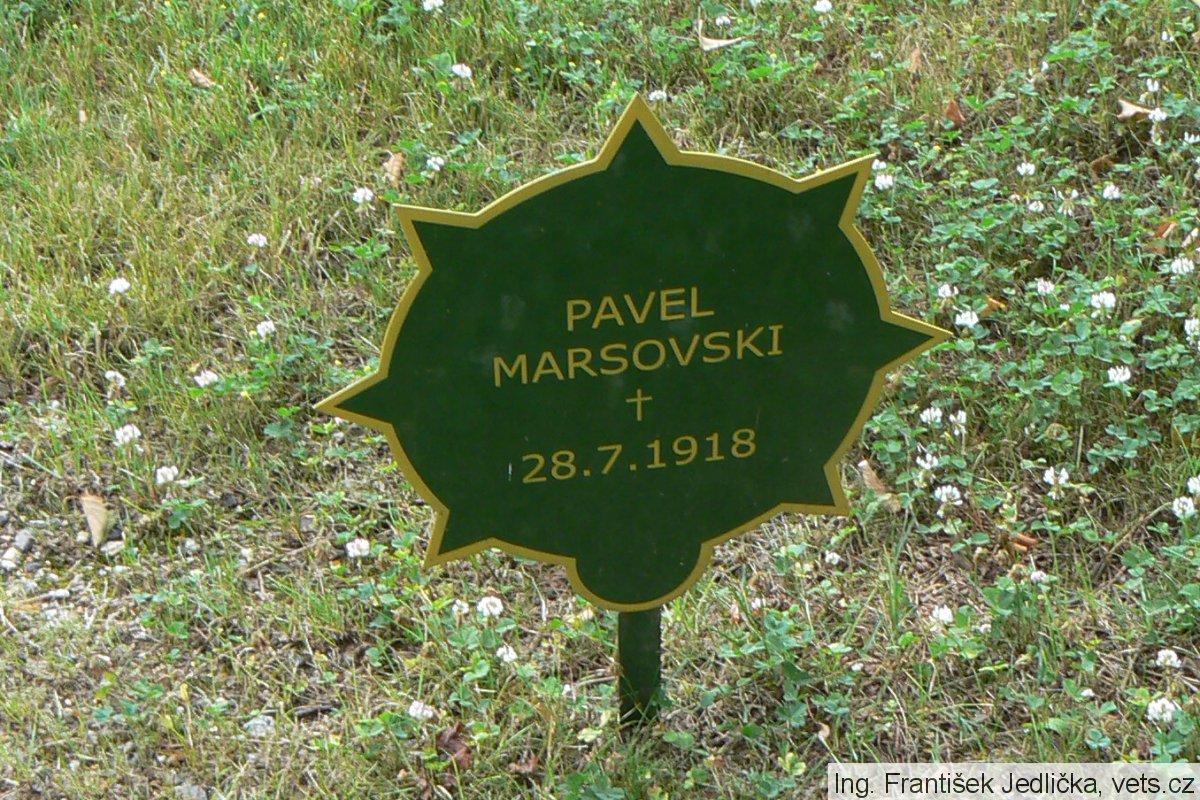 PAVEL
MARSOVSKI
†
28.7.1918
Ing. František Jedlička, vets.cz